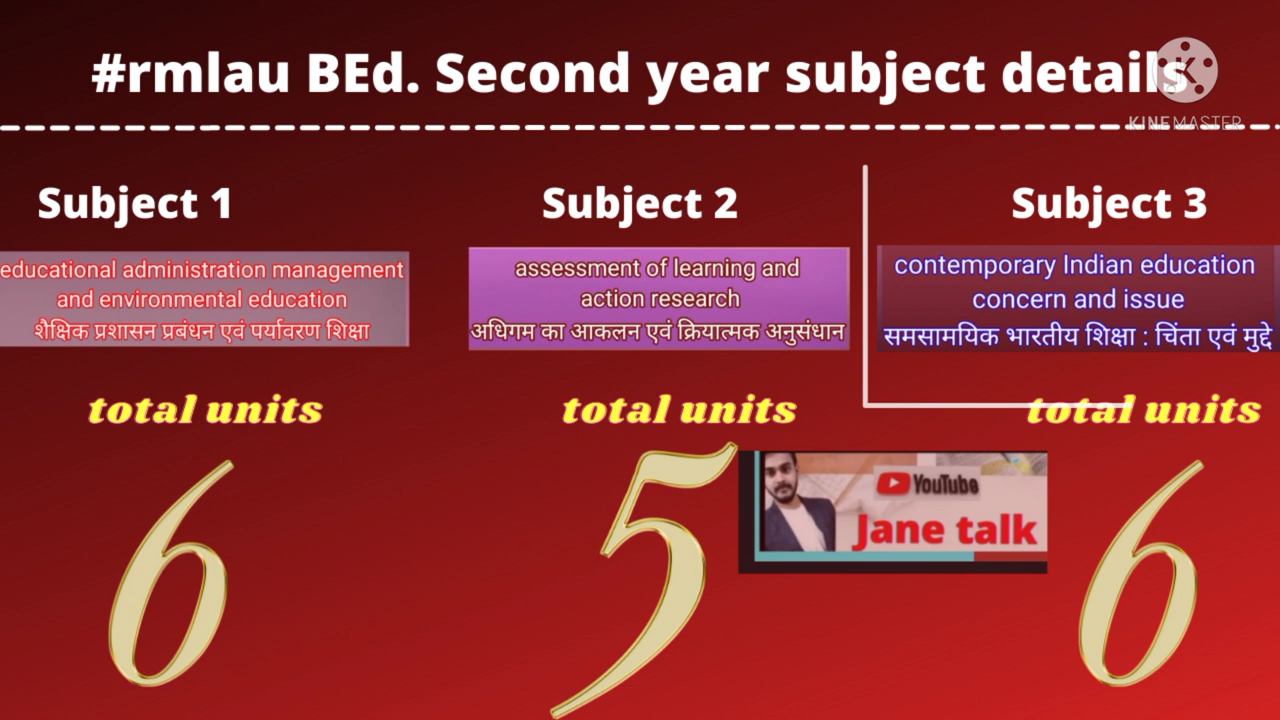 #rmlau BEd. Second year subject details
KINEMASTER
Subject 1
educational administration management
and environmental education
शैक्षिक प्रशासन प्रबंधन एवं पर्यावरण शिक्षा
total units
6
Subject 2
assessment of learning and
action research
अधिगम का आकलन एवं क्रियात्मक अनुसंधान
total units
5
Subject 3
contemporary Indian education
concern and issue
समसामयिक भारतीय शिक्षा : चिंता एवं मुद्दे
total units
6
YouTube
Jane talk